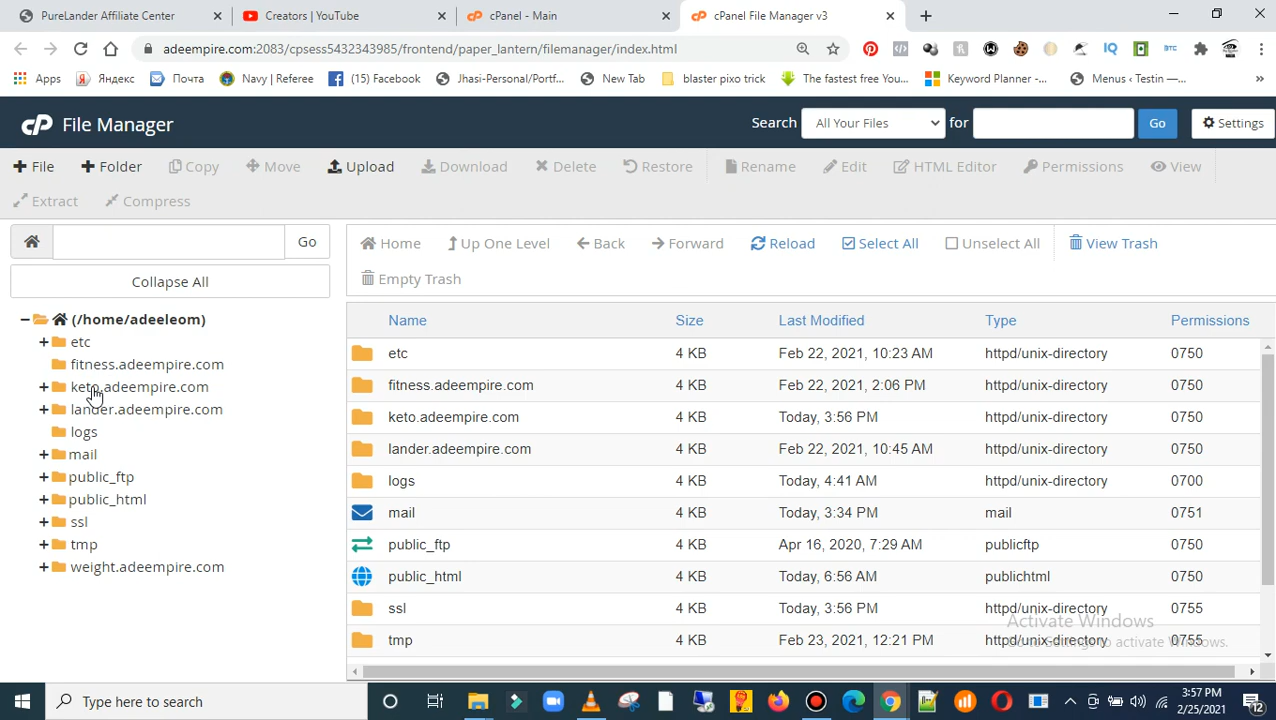 PureLander Affiliate Center
Creators | YouTube
cPanel - Main
cPanel File Manager v3
adeempire.com:2083/cpsess5432343985/frontend/paper_lantern/filemanager/index.html
Apps
Яндекс
Почта
Navy | Referee
(15) Facebook
Jhasi-Personal/Portf...
New Tab
blaster pixo trick
The fastest free You...
Keyword Planner -...
Menus ‹ Testin —...
»
cP File Manager
Search All Your Files for Go Settings
File Folder Copy Move Upload Download Delete Restore Rename Edit HTML Editor Permissions View
Extract Compress
Go
Home Up One Level Back Forward Reload Select All Unselect All View Trash
Empty Trash
Collapse All
(/home/adeeleom)
etc
fitness.adeempire.com
keto.adeempire.com
lander.adeempire.com
logs
mail
public_ftp
public_html
ssl
tmp
weight.adeempire.com
Name Size Last Modified Type Permissions
etc 4 KB Feb 22, 2021, 10:23 AM httpd/unix-directory 0750
fitness.adeempire.com 4 KB Feb 22, 2021, 2:06 PM httpd/unix-directory 0750
keto.adeempire.com 4 KB Today, 3:56 PM httpd/unix-directory 0750
lander.adeempire.com 4 KB Feb 22, 2021, 10:45 AM httpd/unix-directory 0750
logs 4 KB Today, 4:41 AM httpd/unix-directory 0700
mail 4 KB Today, 3:34 PM mail 0751
public_ftp 4 KB Apr 16, 2020, 7:29 AM publicftp 0750
public_html 4 KB Today, 6:56 AM publichtml 0750
ssl 4 KB Today, 3:56 PM httpd/unix-directory 0755
tmp 4 KB Feb 23, 2021, 12:21 PM httpd/unix-directory 0755
Activate Windows
Go to Settings to activate Windows.
Type here to search
3:57 PM
2/25/2021
12